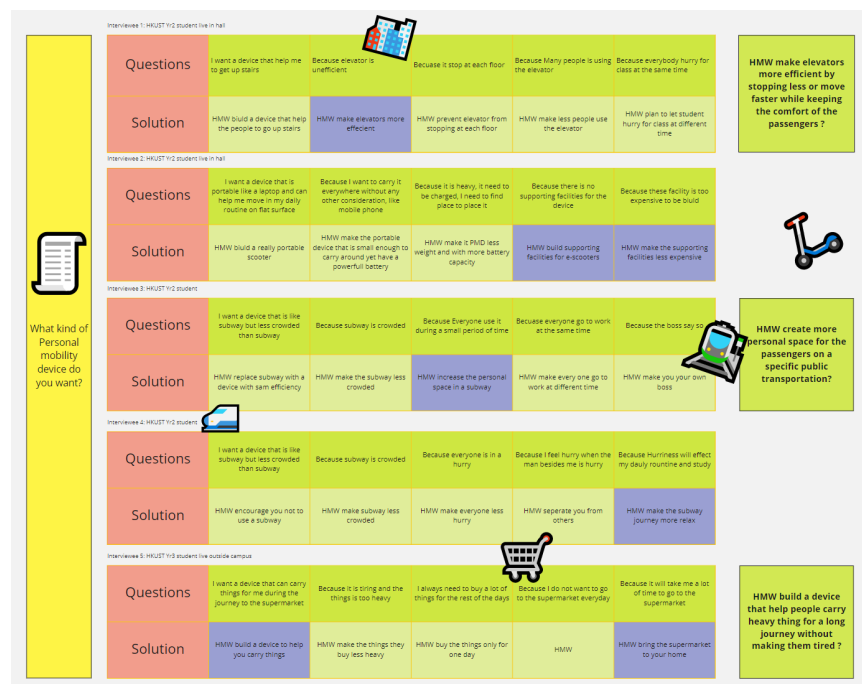 Interviewee 1: HKUST Yr2 student live in hall
Questions
I want a device that help me
to get up stairs
Because elevator is
unefficient
Becuase it stop at each floor
Because Many people is using
the elevator
Because everybody hurry for
class at the same time
Solution
HMW biuld a device that help
the people to go up stairs
HMW make elevators more
effecient
HMW prevent elevator from
stopping at each floor
HMW make less people use
the elevator
HMW plan to let student
hurry for class at different
time
HMW make elevators
more efficient by
stopping less or move
faster while keeping
the comfort of the
passengers ?
Interviewee 2: HKUST Yr2 student live in hall
Questions
I want a device that is
portable like a laptop and can
help me move in my daily
routine on flat surface
Because I want to carry it
everywhere without any
other consideration, like
mobile phone
Because it is heavy, it need to
be charged, I need to find
place to place it
Because there is no
supporting facilities for the
device
Because these facility is too
expensive to be biuld
Solution
HMW biuld a really portable
scooter
HMW make the portable
device that is small enough to
carry around yet have a
powerfull battery
HMW make it PMD less
weight and with more battery
capacity
HMW build supporting
facilities for e-scooters
HMW make the supporting
facilities less expensive
What kind of
Personal
mobility
device do
you want?
Interviewee 3: HKUST Yr2 student
Questions
I want a device that is like
subway but less crowded
than subway
Because subway is crowded
Because Everyone use it
during a small period of time
Becuase everyone go to work
at the same time
Because the boss say so
Solution
HMW replace subway with a
device with sam efficiency
HMW make the subway less
crowded
HMW increase the personal
space in a subway
HMW make every one go to
work at different time
HMW make you your own
boss
HMW create more
personal space for the
passengers on a
specific public
transportation?
Interviewee 4: HKUST Yr2 student
Questions
I want a device that is like
subway but less crowded
than subway
Because subway is crowded
Because everyone is in a
hurry
Because I feel hurry when the
man besides me is hurry
Because Hurriness will effect
my dauly rountine and study
Solution
HMW encourage you not to
use a subway
HMW make subway less
crowded
HMW make everyone less
hurry
HMW seperate you from
others
HMW make the subway
journey more relax
Interviewee 5: HKUST Yr3 student live outside campus
Questions
I want a device that can carry
things for me during the
journey to the supermarket
Because it is tiring and the
things is too heavy
I always need to buy a lot of
things for the rest of the days
Because I do not want to go
to the supermarket everyday
Because it will take me a lot
of time to go to the
supermarket
Solution
HMW build a device to help
you carry things
HMW make the things they
buy less heavy
HMW buy the things only for
one day
HMW
HMW bring the supermarket
to your home
HMW build a device
that help people carry
heavy thing for a long
journey without
making them tired ?